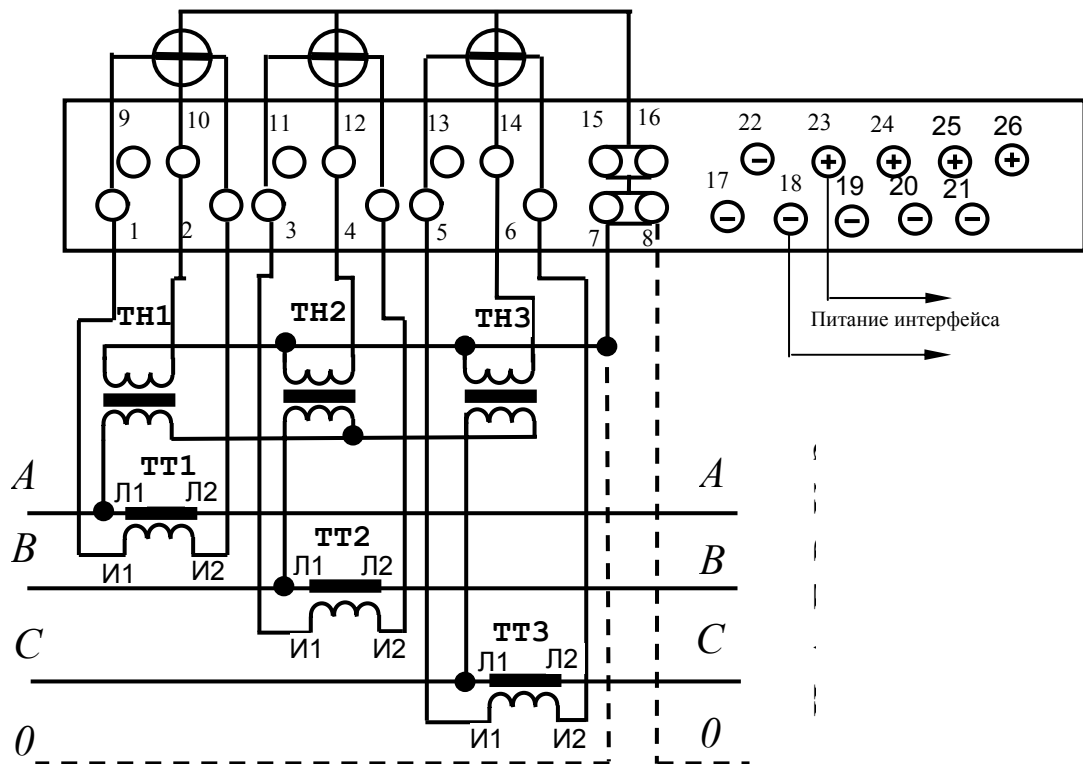 9 10 11 12 13 14 15 16 22 23 24 25 26
17 18 19 20 21
1 2 3 4 5 6 7 8
ТН1 ТН2 ТН3
Питание интерфейса
ТТ1
А Л1 Л2 А
ТТ2
В И1 И2 Л1 Л2 В
ТТ3
С И1 И2 Л1 Л2 С
0 И1 И2 0